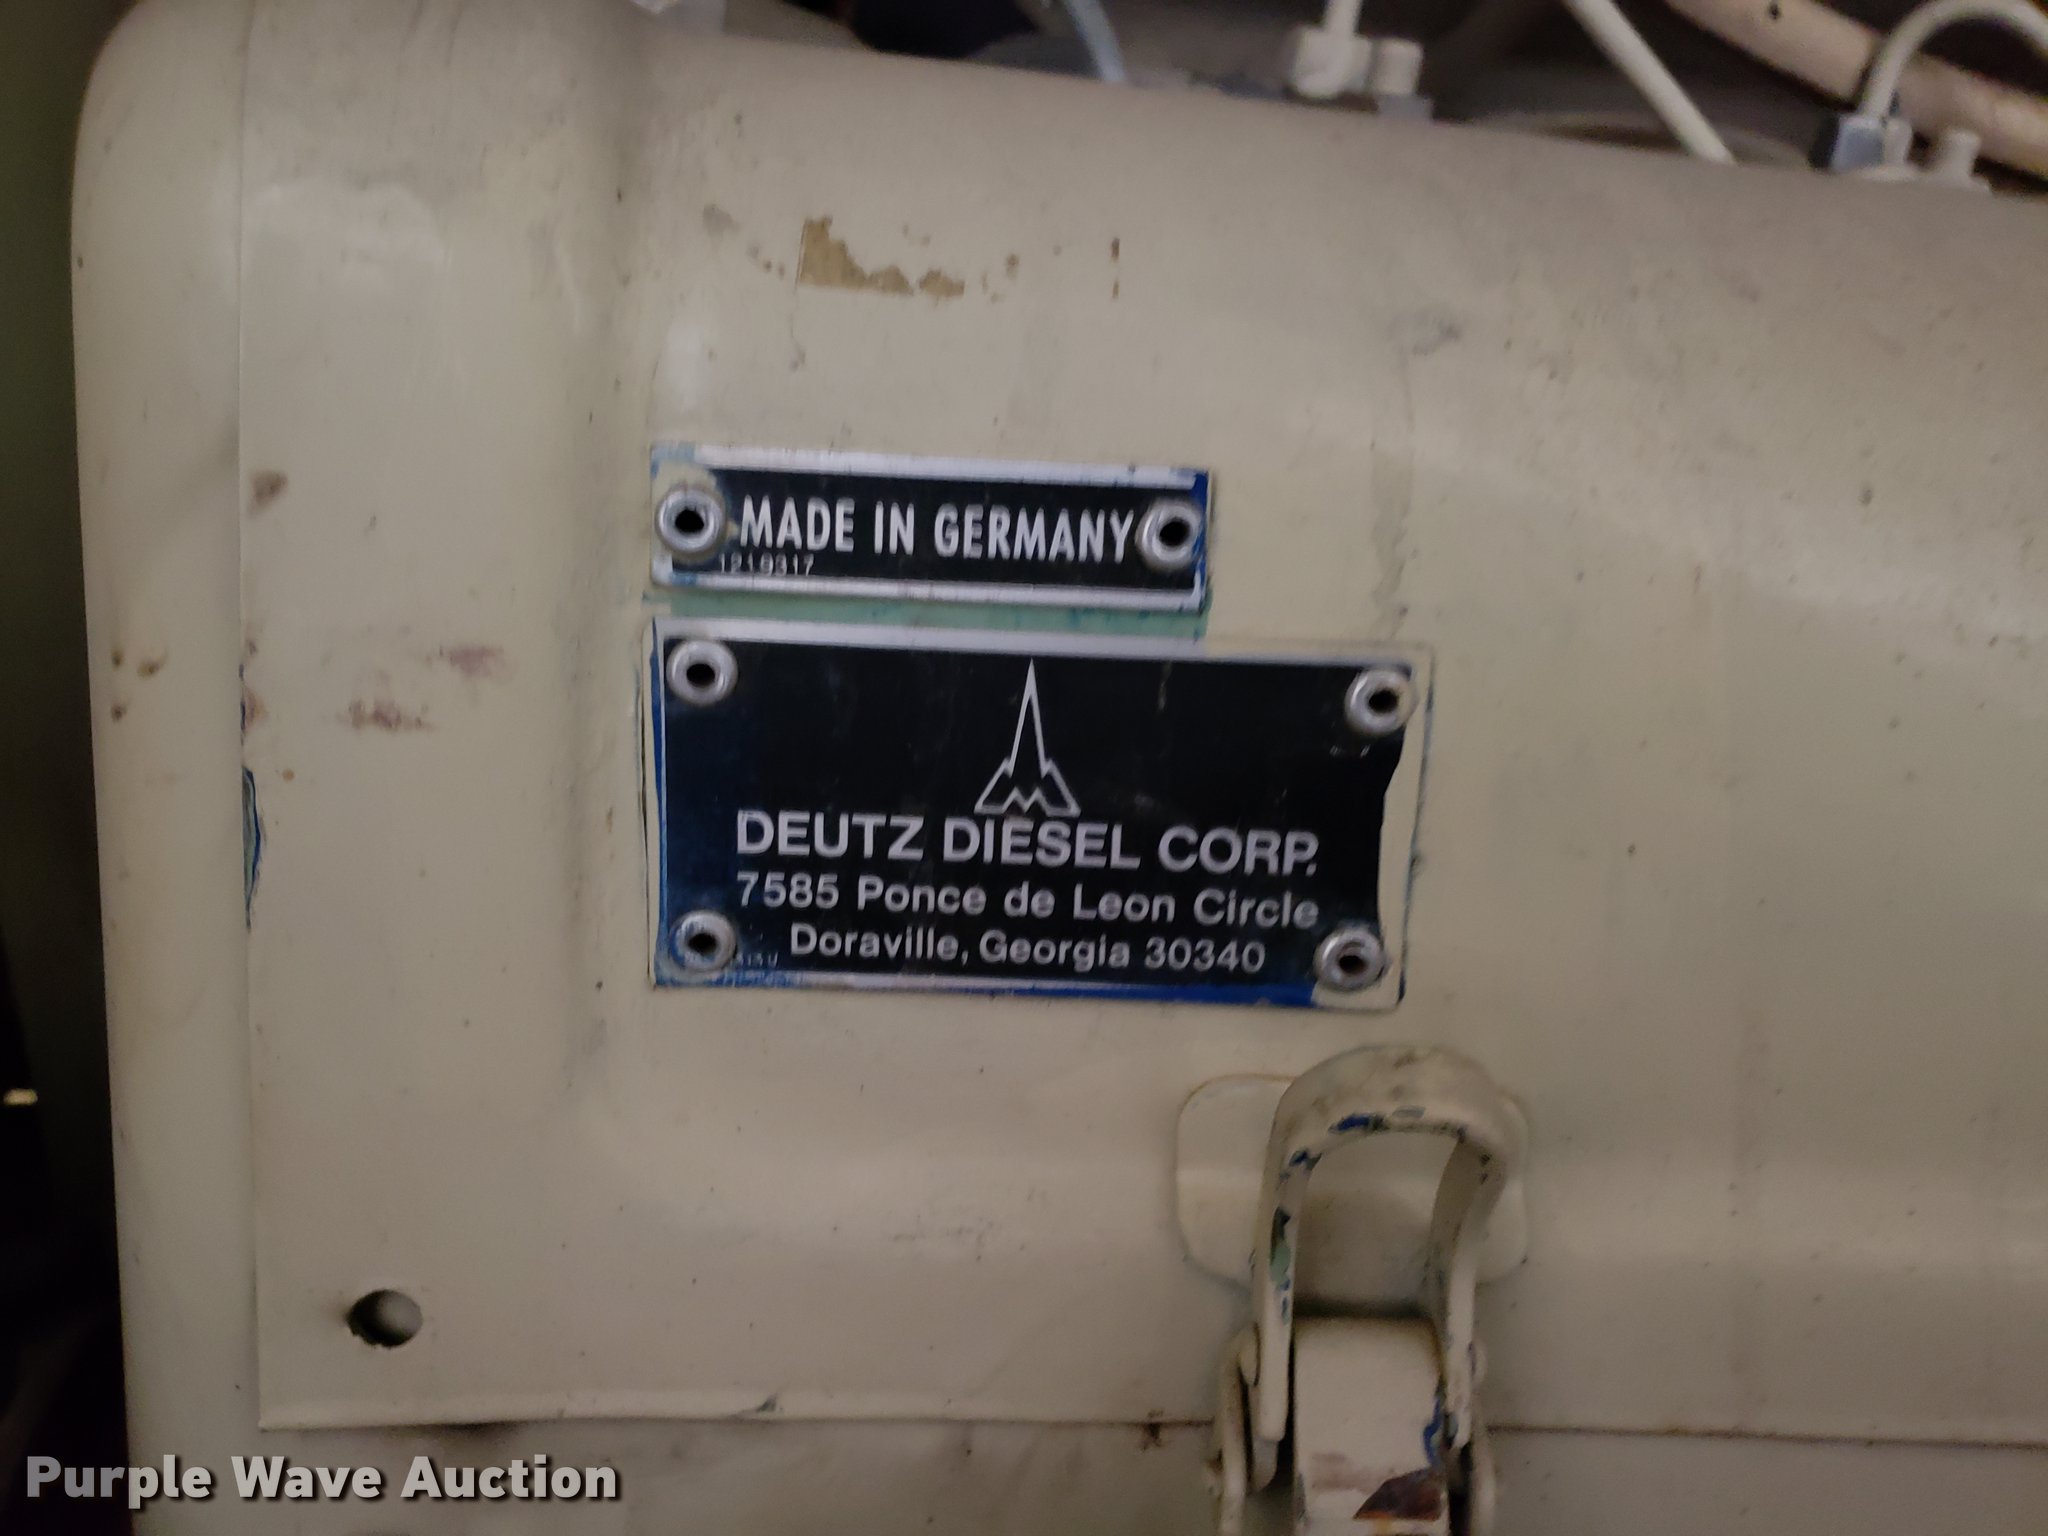 MADE IN GERMANY
1219317
DEUTZ DIESEL CORP.
7585 Ponce de Leon Circle
Doraville, Georgia 30340
Purple Wave Auction